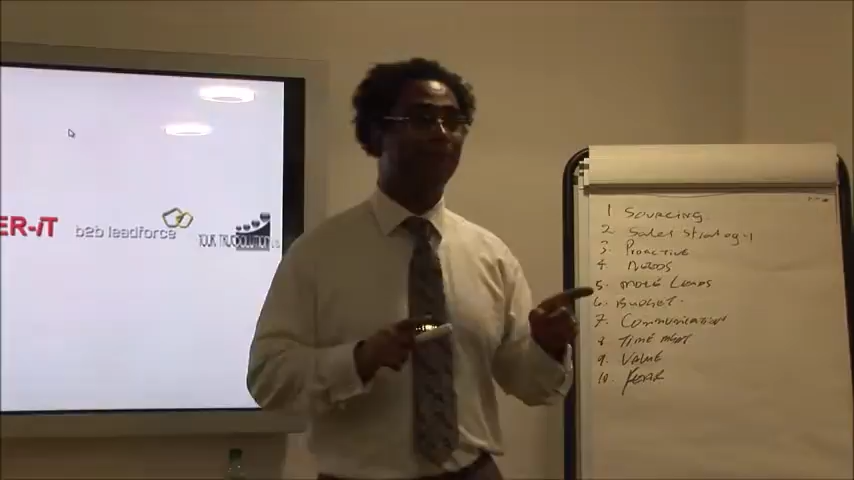 ER-iT
b2b leadforce
1 Sourcing.
2 Sales Strategy
3. Proactive
4 Needs
5. More Leads
6. Budget.
7. Communication
8 Time mgt
9. Value
10. Fear